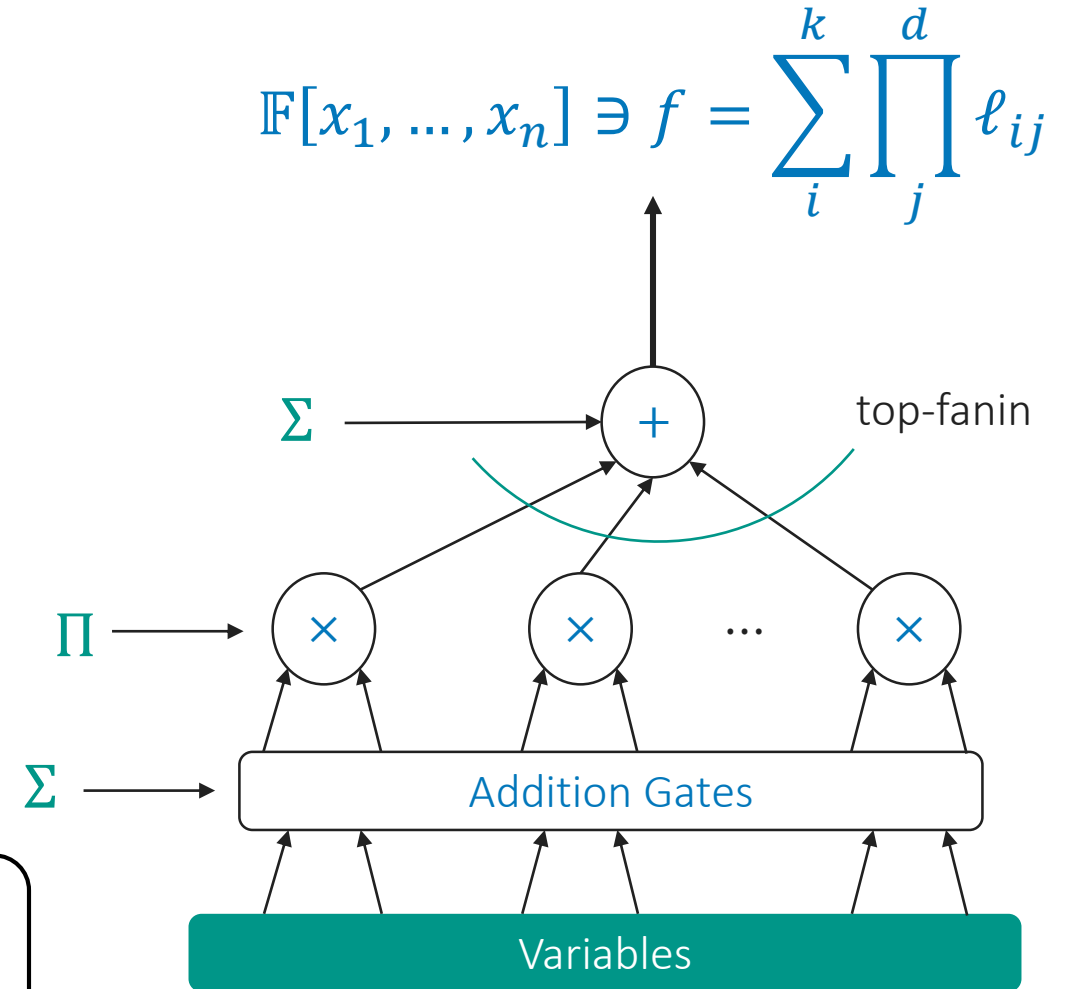 𝔽[x₁, …, xₙ] ∋ f = ∑ᵢᵏ ∏ⱼᵈ ℓᵢⱼ
Σ + top-fanin
Π × × ... ×
Σ Addition Gates
Variables